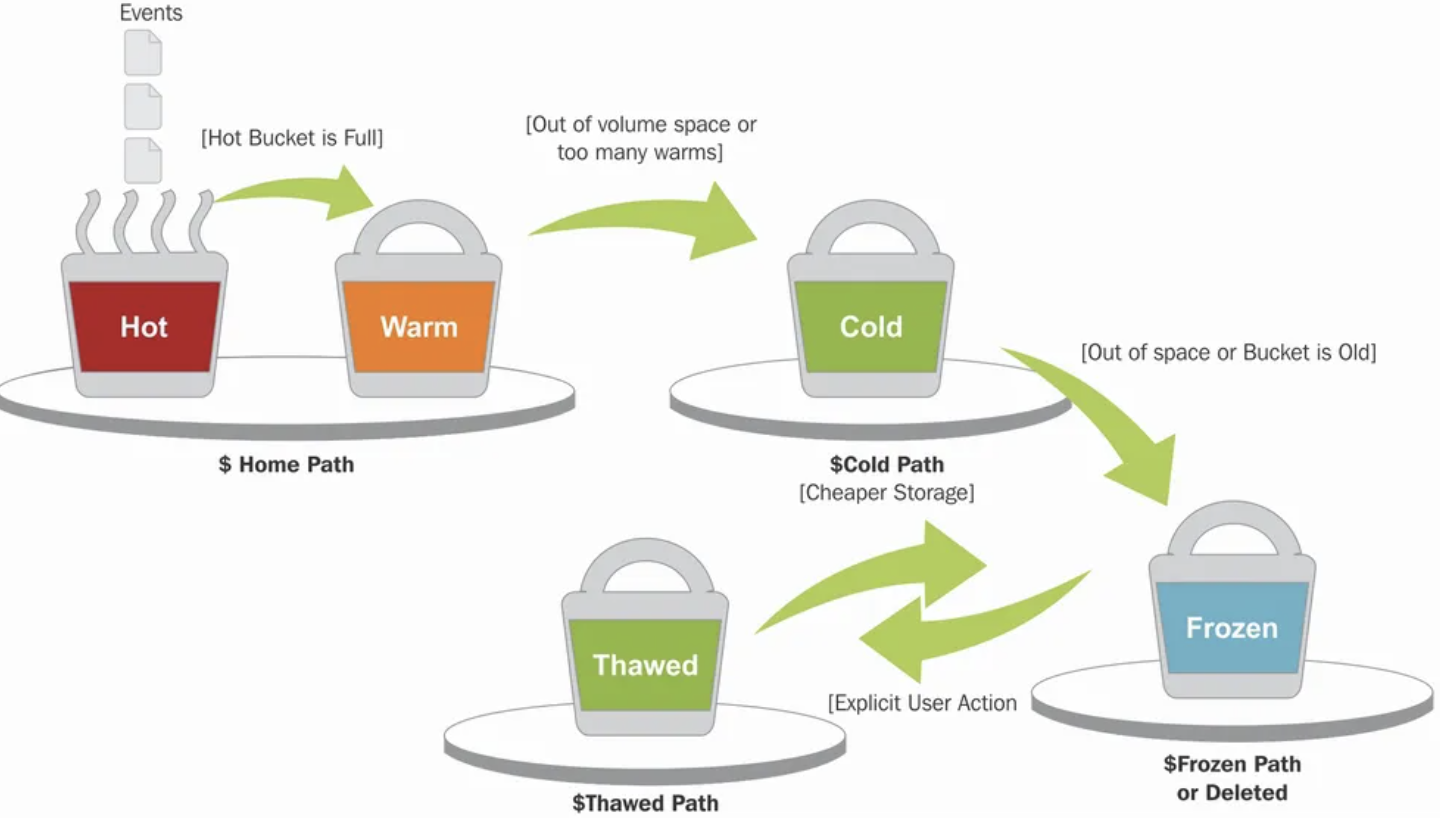 Events
[Hot Bucket is Full]
[Out of volume space or
too many warms]
Hot
Warm
Cold
[Out of space or Bucket is Old]
$ Home Path
$Cold Path
[Cheaper Storage]
Thawed
Frozen
[Explicit User Action
$Thawed Path
$Frozen Path
or Deleted